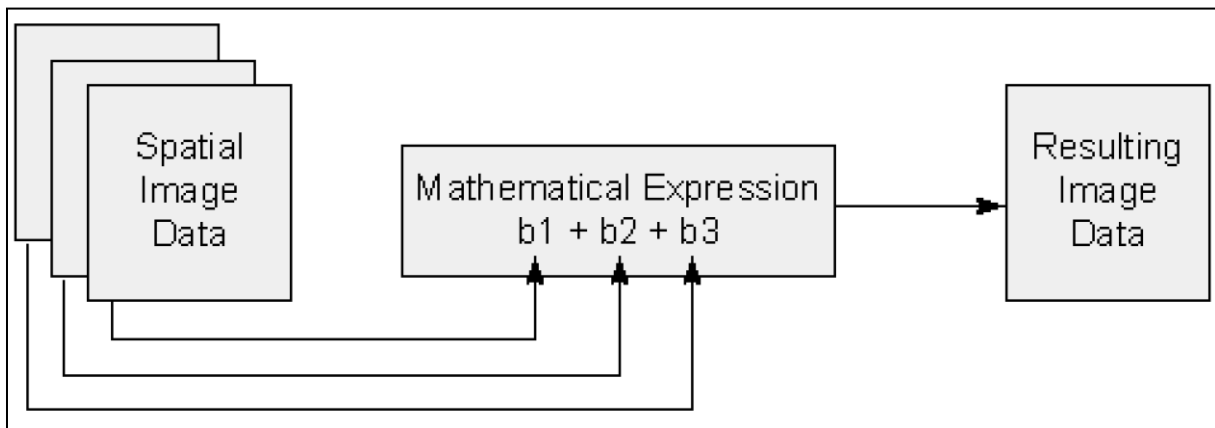 Spatial
Image
Data
Mathematical Expression
b1 + b2 + b3
Resulting
Image
Data